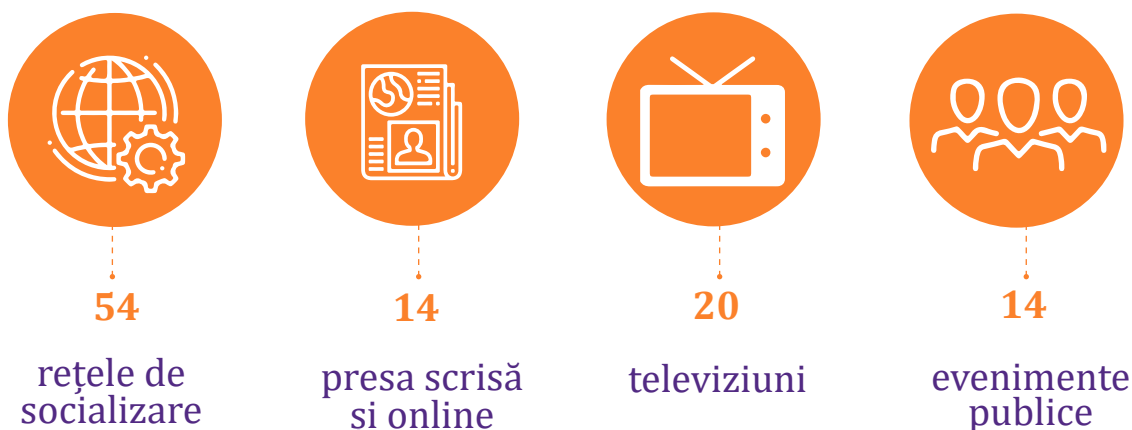 54
rețele de
socializare
14
presa scrisă
si online
20
televiziuni
14
evenimente
publice